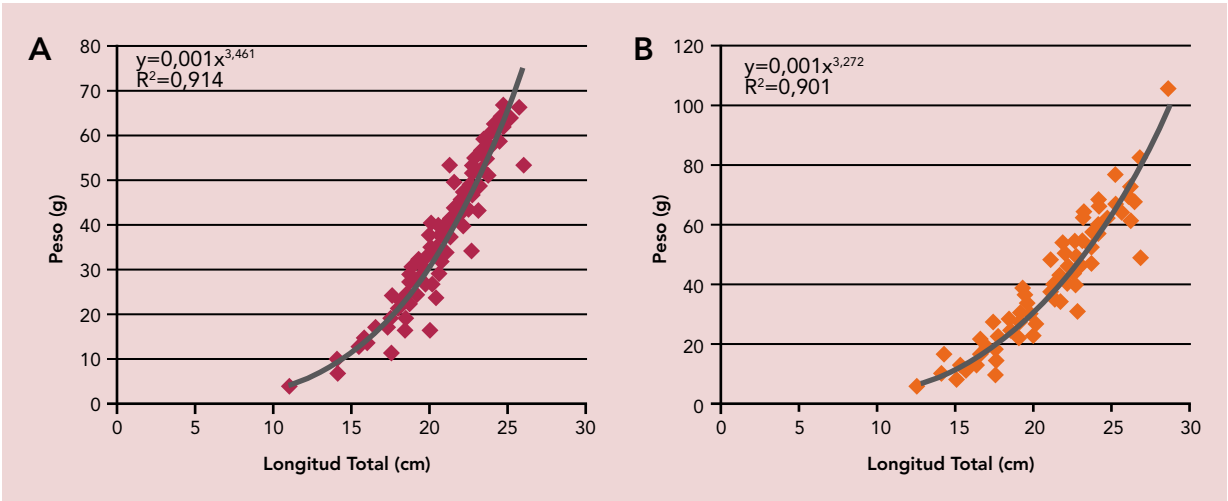 A
y=0,001x³,⁴⁶¹
R²=0,914
80
70
60
50
40
30
20
10
0
Peso (g)
0 5 10 15 20 25 30
Longitud Total (cm)
B
y=0,001x³,²⁷²
R²=0,901
120
100
80
60
40
20
0
Peso (g)
0 5 10 15 20 25 30
Longitud Total (cm)